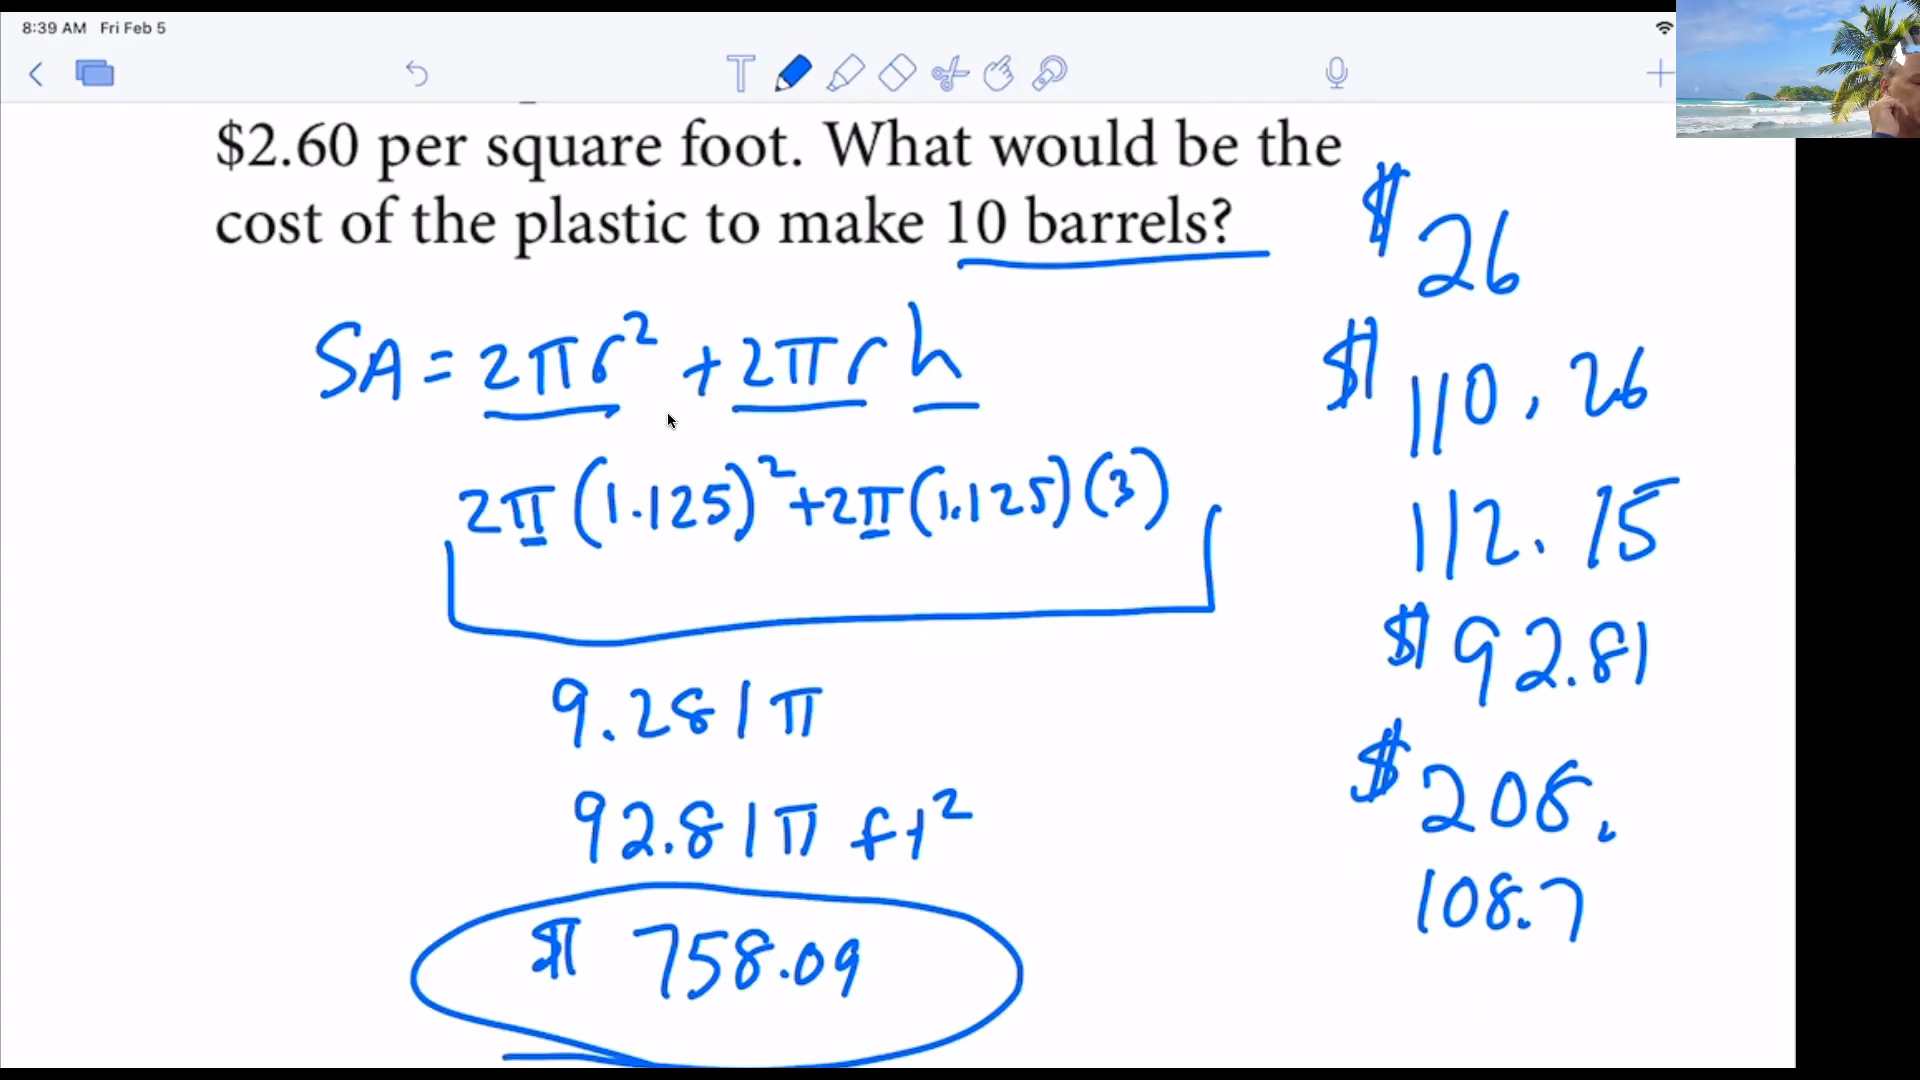 8:39 AM Fri Feb 5
T
$2.60 per square foot. What would be the
cost of the plastic to make 10 barrels?
SA = 2πr² + 2πrh
2π(1.125)²+2π(1.125)(3)
9.281π
92.81π ft²
$ 758.09
$ 26
$ 110.26
112.15
$ 92.81
$ 208.
108.7